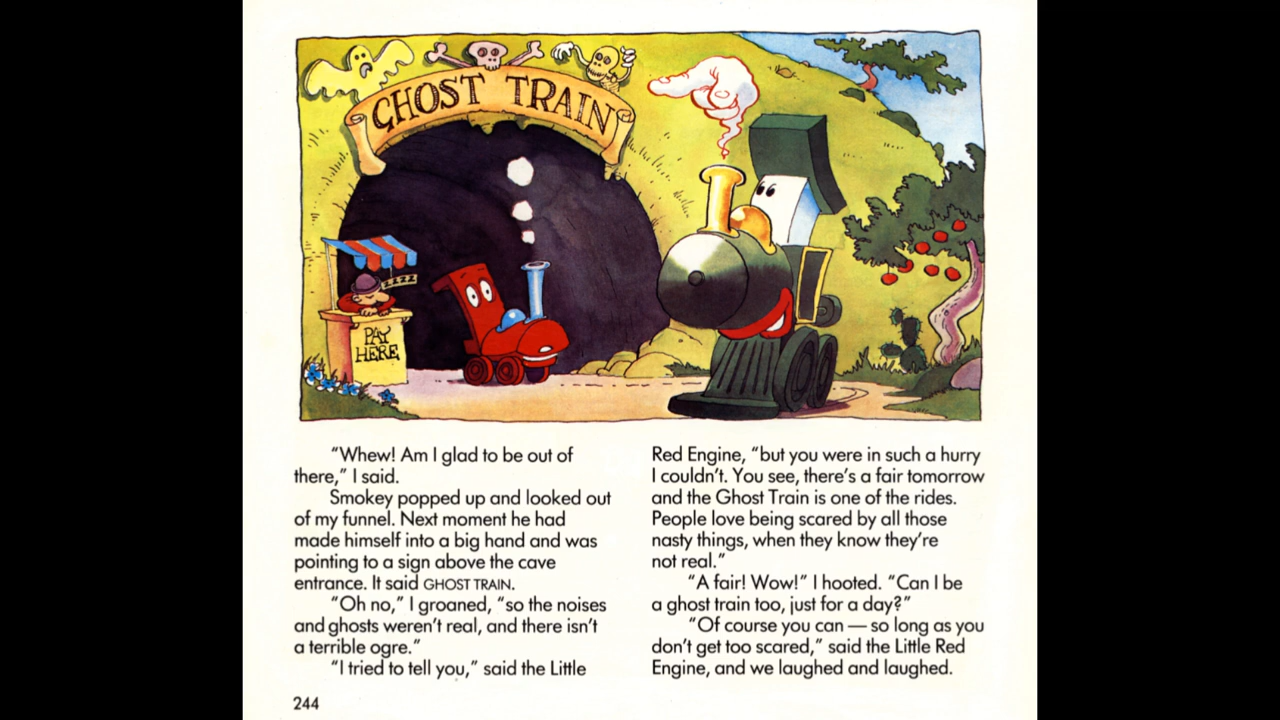 GHOST TRAIN
ZZZZ
PAY
HERE
“Whew! Am I glad to be out of
there,” I said.
Smokey popped up and looked out
of my funnel. Next moment he had
made himself into a big hand and was
pointing to a sign above the cave
entrance. It said GHOST TRAIN.
“Oh no,” I groaned, “so the noises
and ghosts weren’t real, and there isn’t
a terrible ogre.”
“I tried to tell you,” said the Little
Red Engine, “but you were in such a hurry
I couldn’t. You see, there’s a fair tomorrow
and the Ghost Train is one of the rides.
People love being scared by all those
nasty things, when they know they’re
not real.”
“A fair! Wow!” I hooted. “Can I be
a ghost train too, just for a day?”
“Of course you can — so long as you
don’t get too scared,” said the Little Red
Engine, and we laughed and laughed.
244